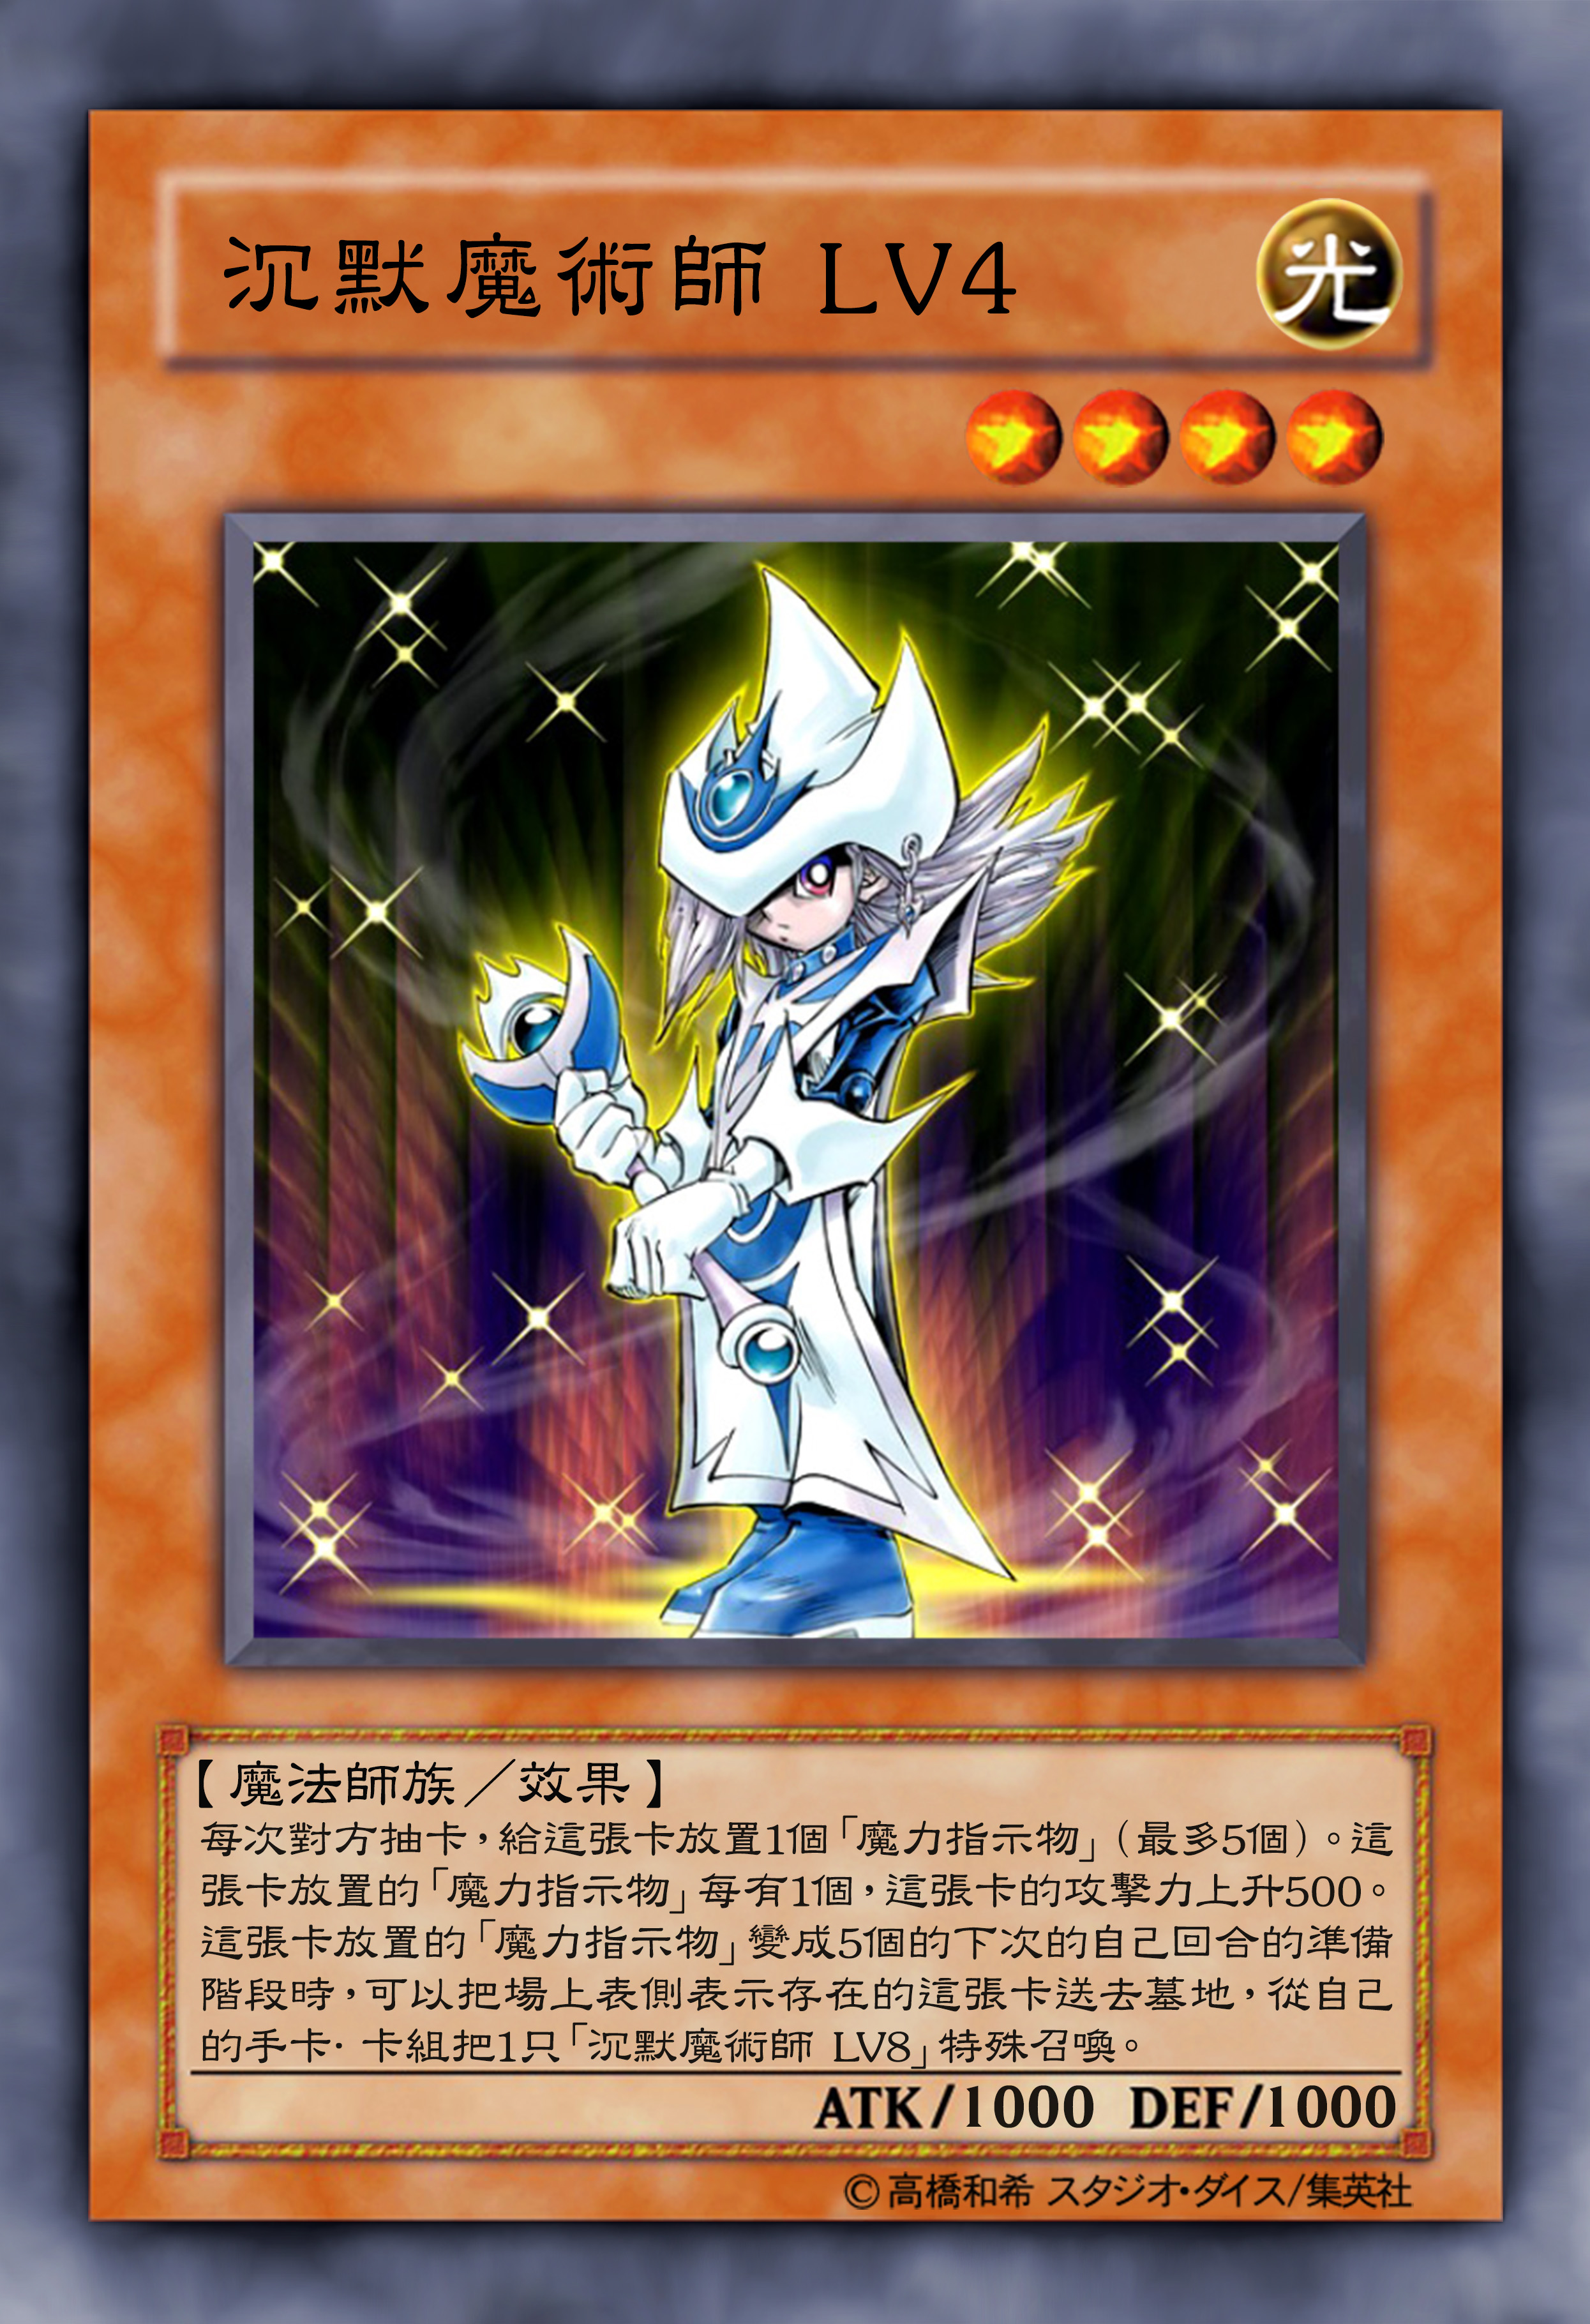 沉默魔術師 LV4
光
【魔法師族／效果】
每次對方抽卡，給這張卡放置1個「魔力指示物」（最多5個）。這
張卡放置的「魔力指示物」每有1個，這張卡的攻擊力上升500。
這張卡放置的「魔力指示物」變成5個的下次的自己回合的準備
階段時，可以把場上表側表示存在的這張卡送去墓地，從自己
的手卡·卡組把1只「沉默魔術師 LV8」特殊召喚。
ATK/1000 DEF/1000
©高橋和希 スタジオ・ダイス/集英社